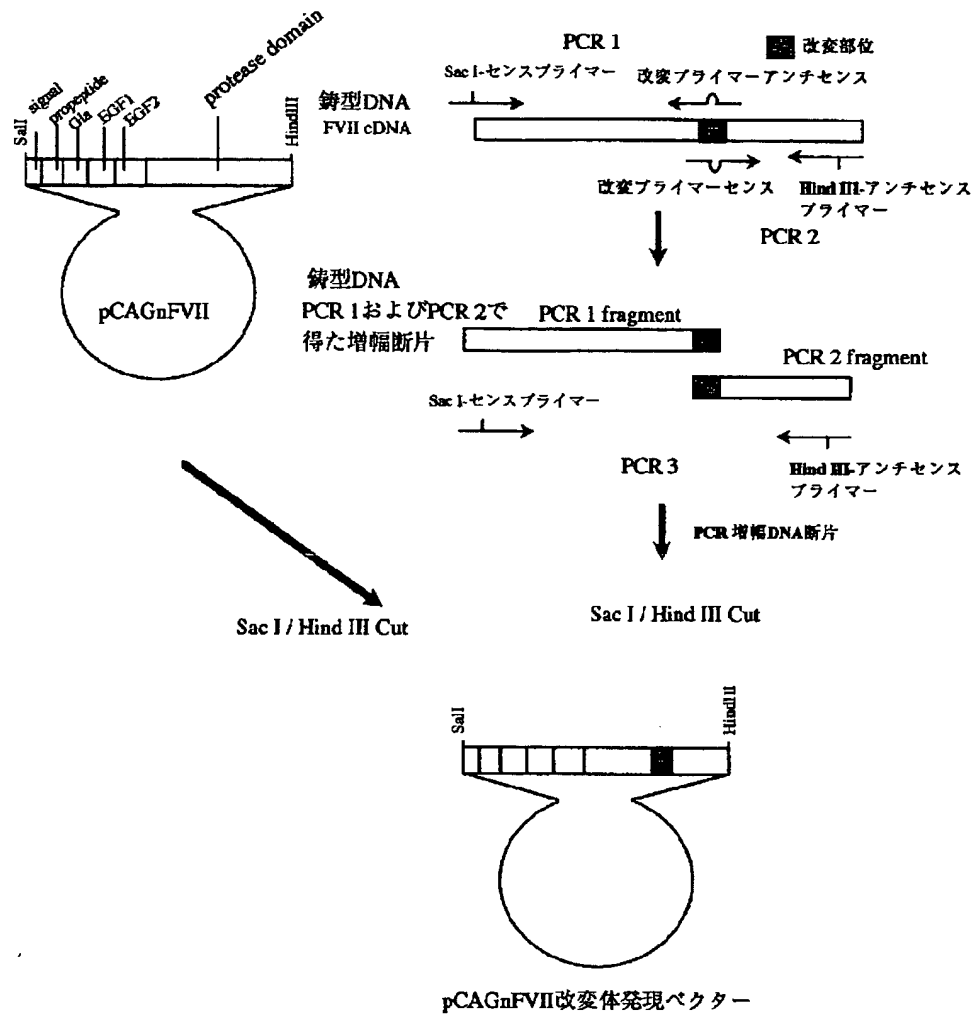 SalI
signal
propeptide
Gla
EGF1
EGF2
protease domain
HindIII
pCAGnFVII
PCR 1
改変部位
Sac I-センスプライマー
改変プライマーアンチセンス
鋳型DNA
FVII cDNA
改変プライマーセンス
Hind III-アンチセンス
プライマー
PCR 2
鋳型DNA
PCR 1およびPCR 2で
得た増幅断片
PCR 1 fragment
PCR 2 fragment
Sac I-センスプライマー
PCR 3
Hind III-アンチセンス
プライマー
PCR 増幅DNA断片
Sac I / Hind III Cut
Sac I / Hind III Cut
SalI
HindIII
pCAGnFVII改変体発現ベクター